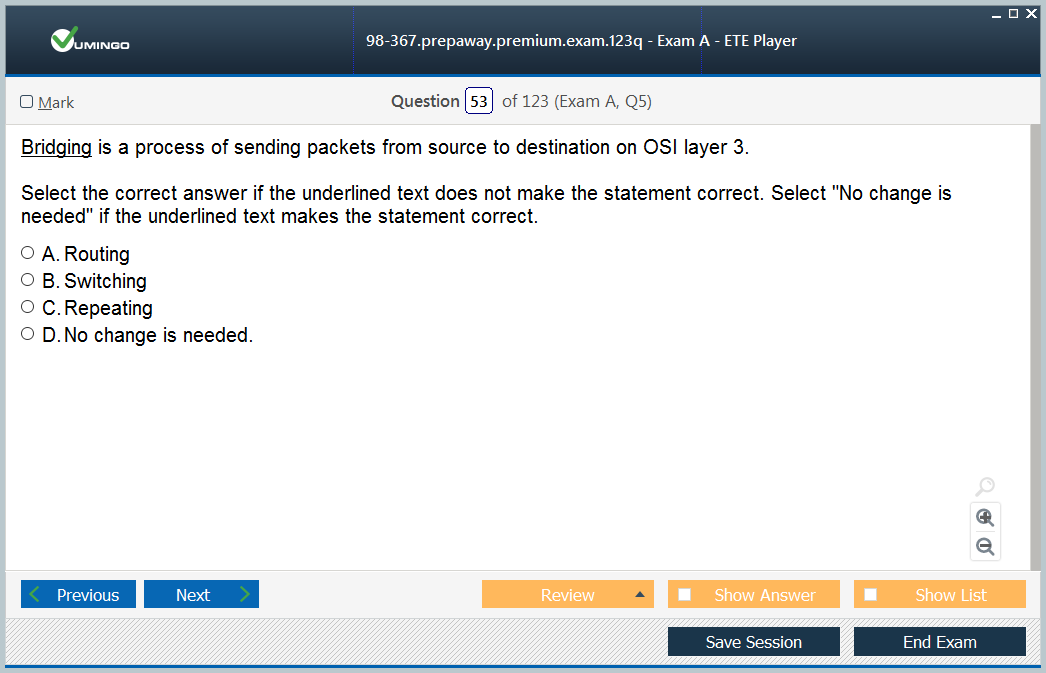 VUMINGO
98-367.prepaway.premium.exam.123q - Exam A - ETE Player
Mark
Question 53 of 123 (Exam A, Q5)
Bridging is a process of sending packets from source to destination on OSI layer 3.
Select the correct answer if the underlined text does not make the statement correct. Select "No change is
needed" if the underlined text makes the statement correct.
A. Routing
B. Switching
C. Repeating
D. No change is needed.
Previous
Next
Review
Show Answer
Show List
Save Session
End Exam